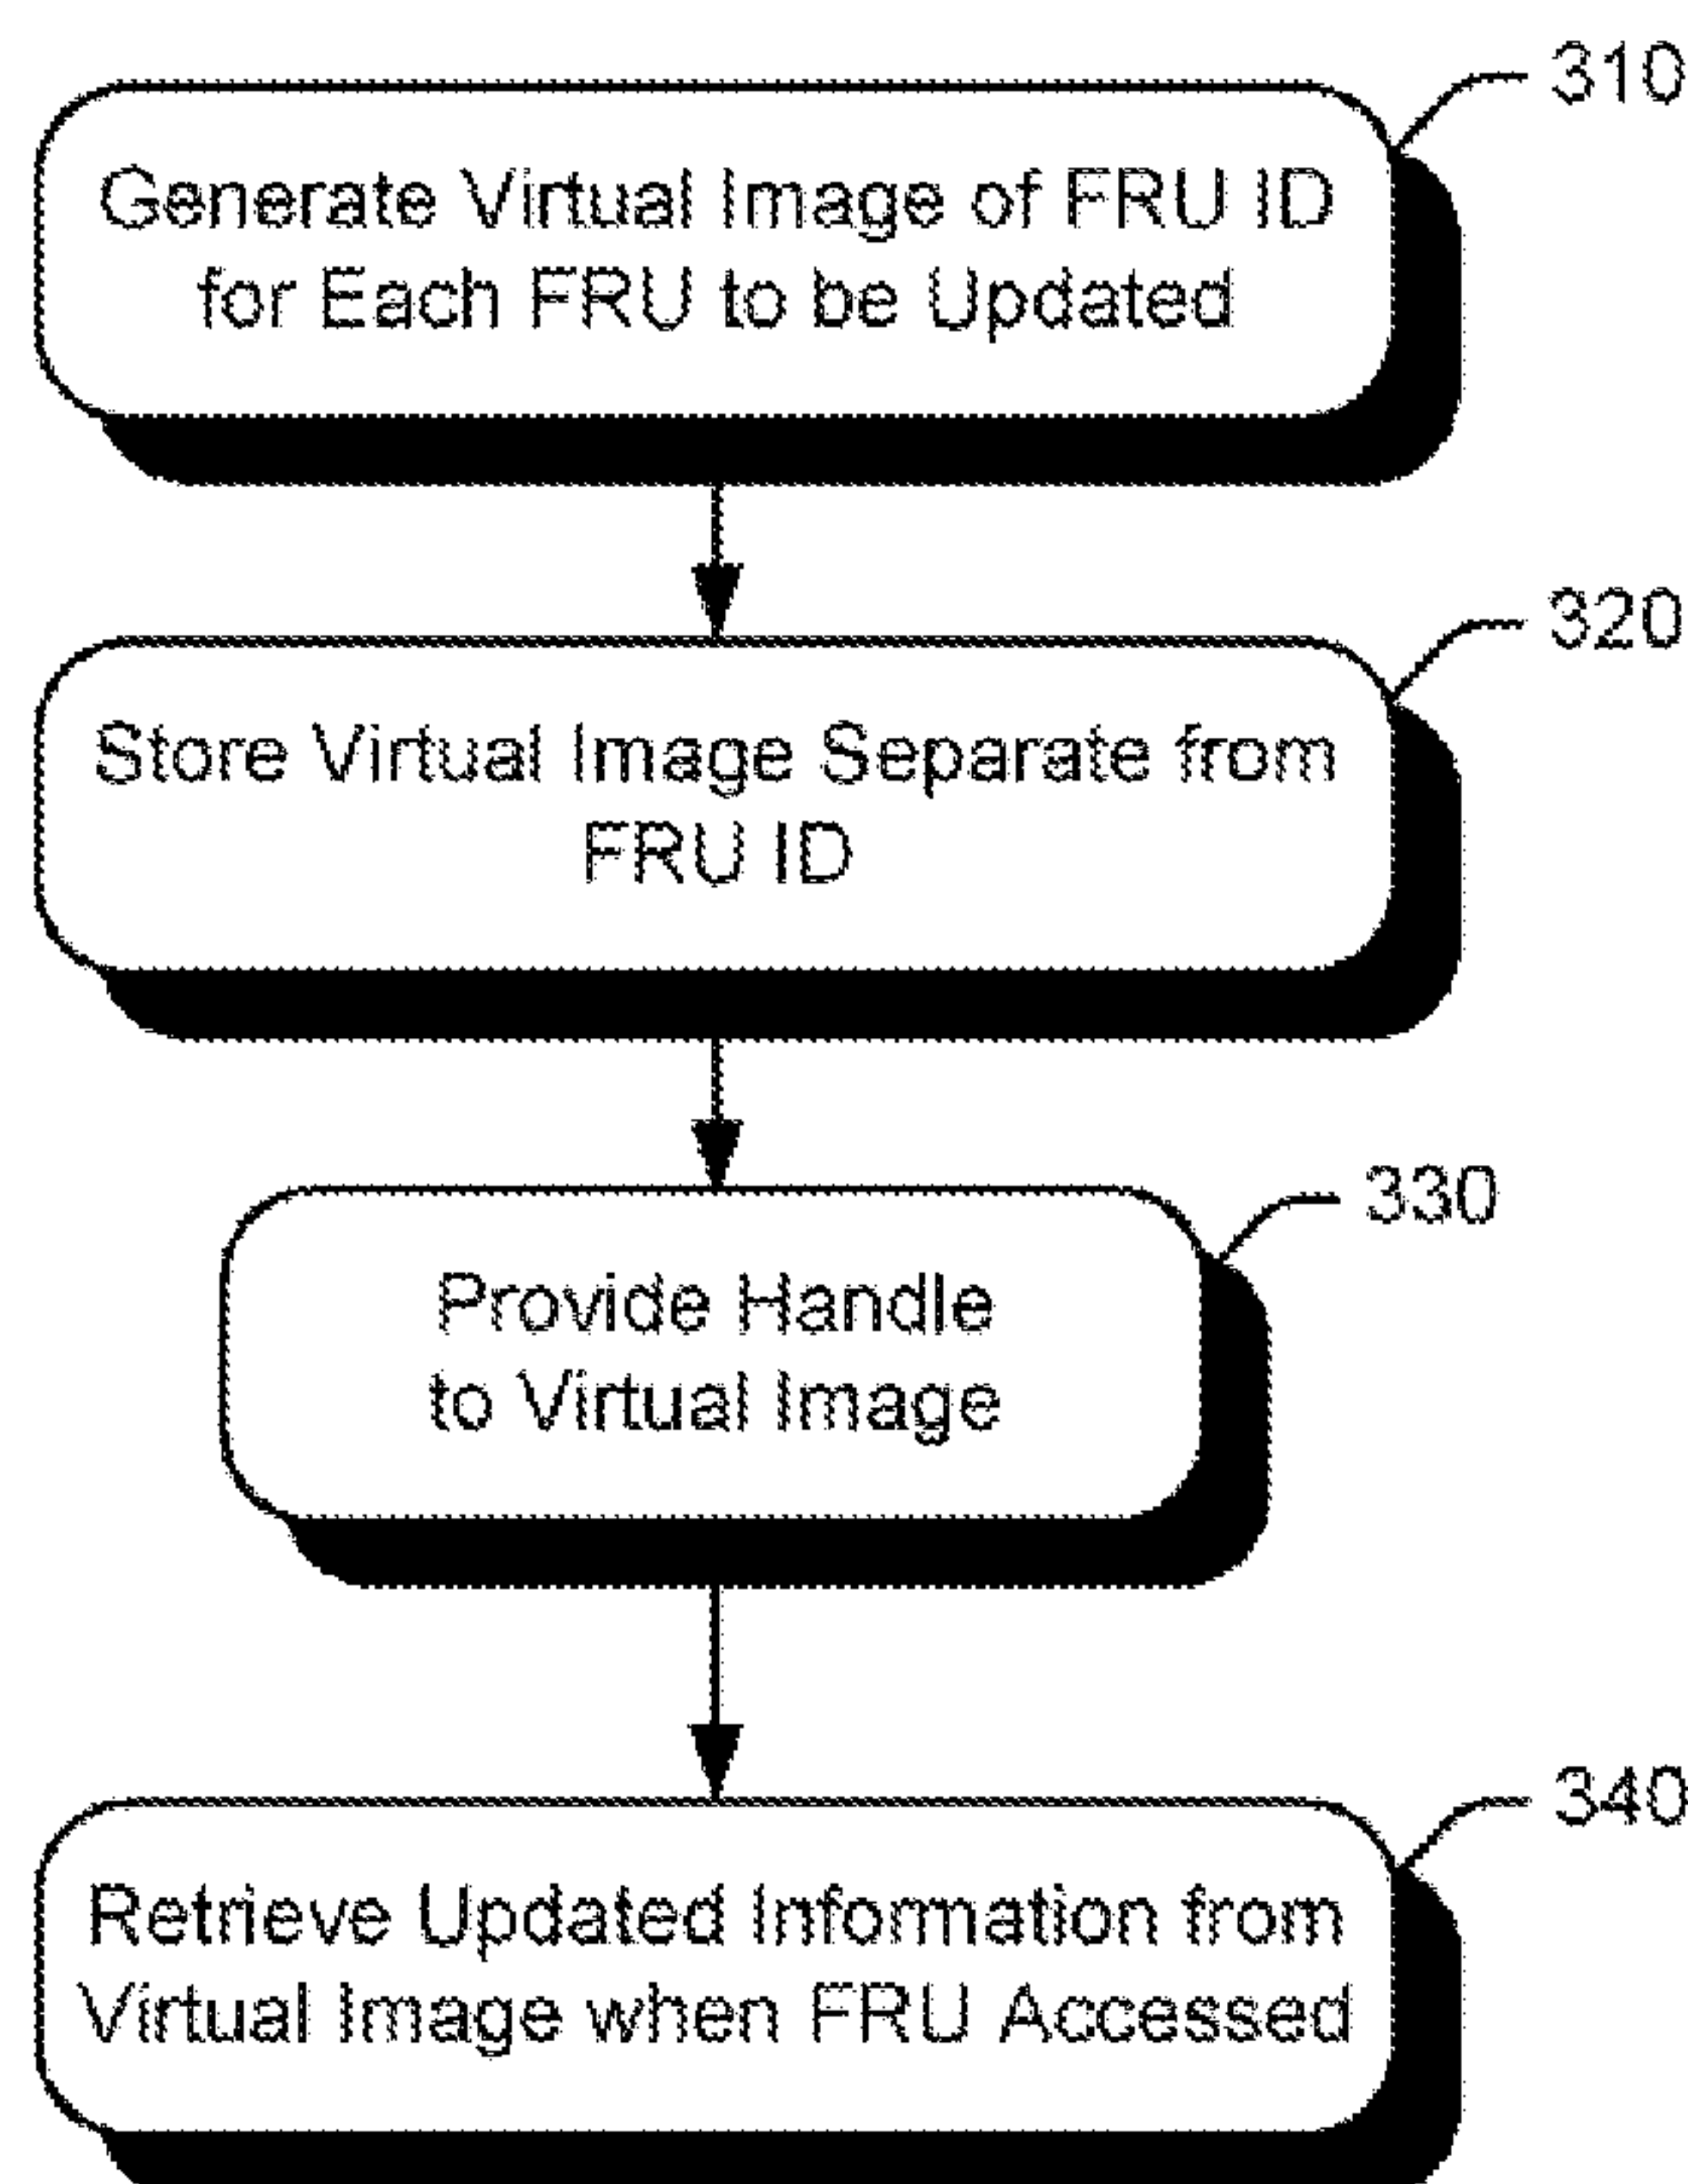 310
Generate Virtual Image of FRU ID
for Each FRU to be Updated
320
Store Virtual Image Separate from
FRU ID
330
Provide Handle
to Virtual Image
340
Retrieve Updated Information from
Virtual Image when FRU Accessed